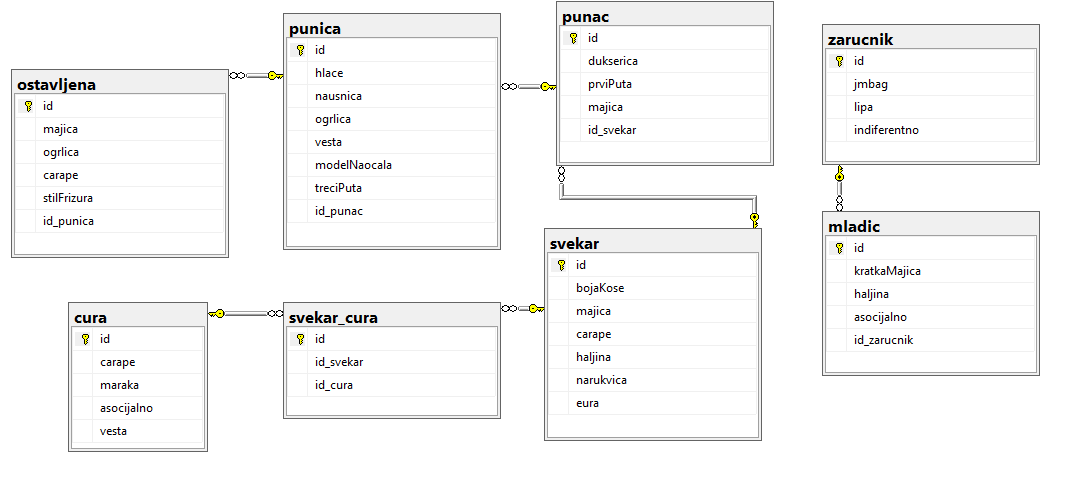 ostavljena
id
majica
ogrlica
carape
stilFrizura
id_punica
punica
id
hlace
nausnica
ogrlica
vesta
modelNaocala
treciPuta
id_punac
punac
id
dukserica
prviPuta
majica
id_svekar
zarucnik
id
jmbag
lipa
indiferentno
cura
id
carape
maraka
asocijalno
vesta
svekar_cura
id
id_svekar
id_cura
svekar
id
bojaKose
majica
carape
haljina
narukvica
eura
mladic
id
kratkaMajica
haljina
asocijalno
id_zarucnik